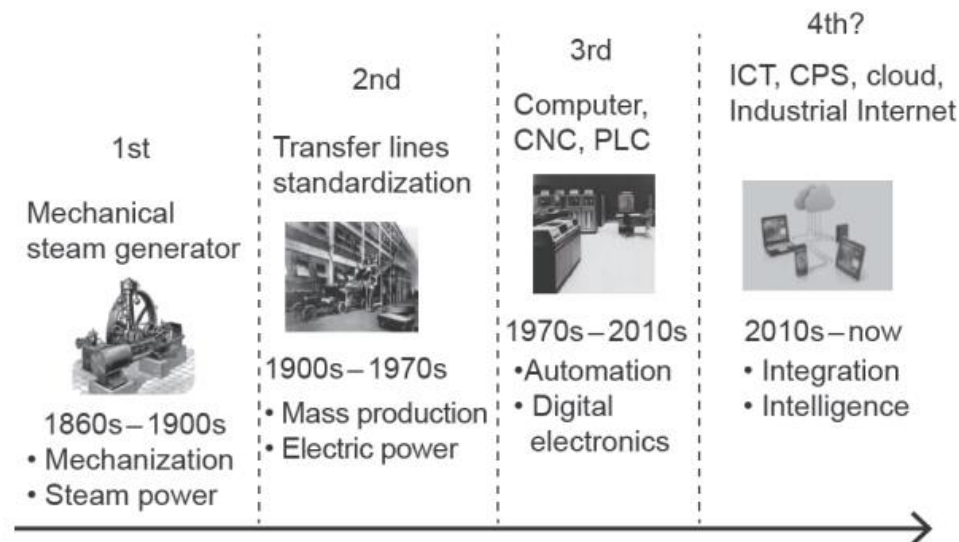 1st
Mechanical
steam generator
1860s–1900s
• Mechanization
• Steam power
2nd
Transfer lines
standardization
1900s–1970s
• Mass production
• Electric power
3rd
Computer,
CNC, PLC
1970s–2010s
•Automation
• Digital
electronics
4th?
ICT, CPS, cloud,
Industrial Internet
2010s–now
• Integration
• Intelligence